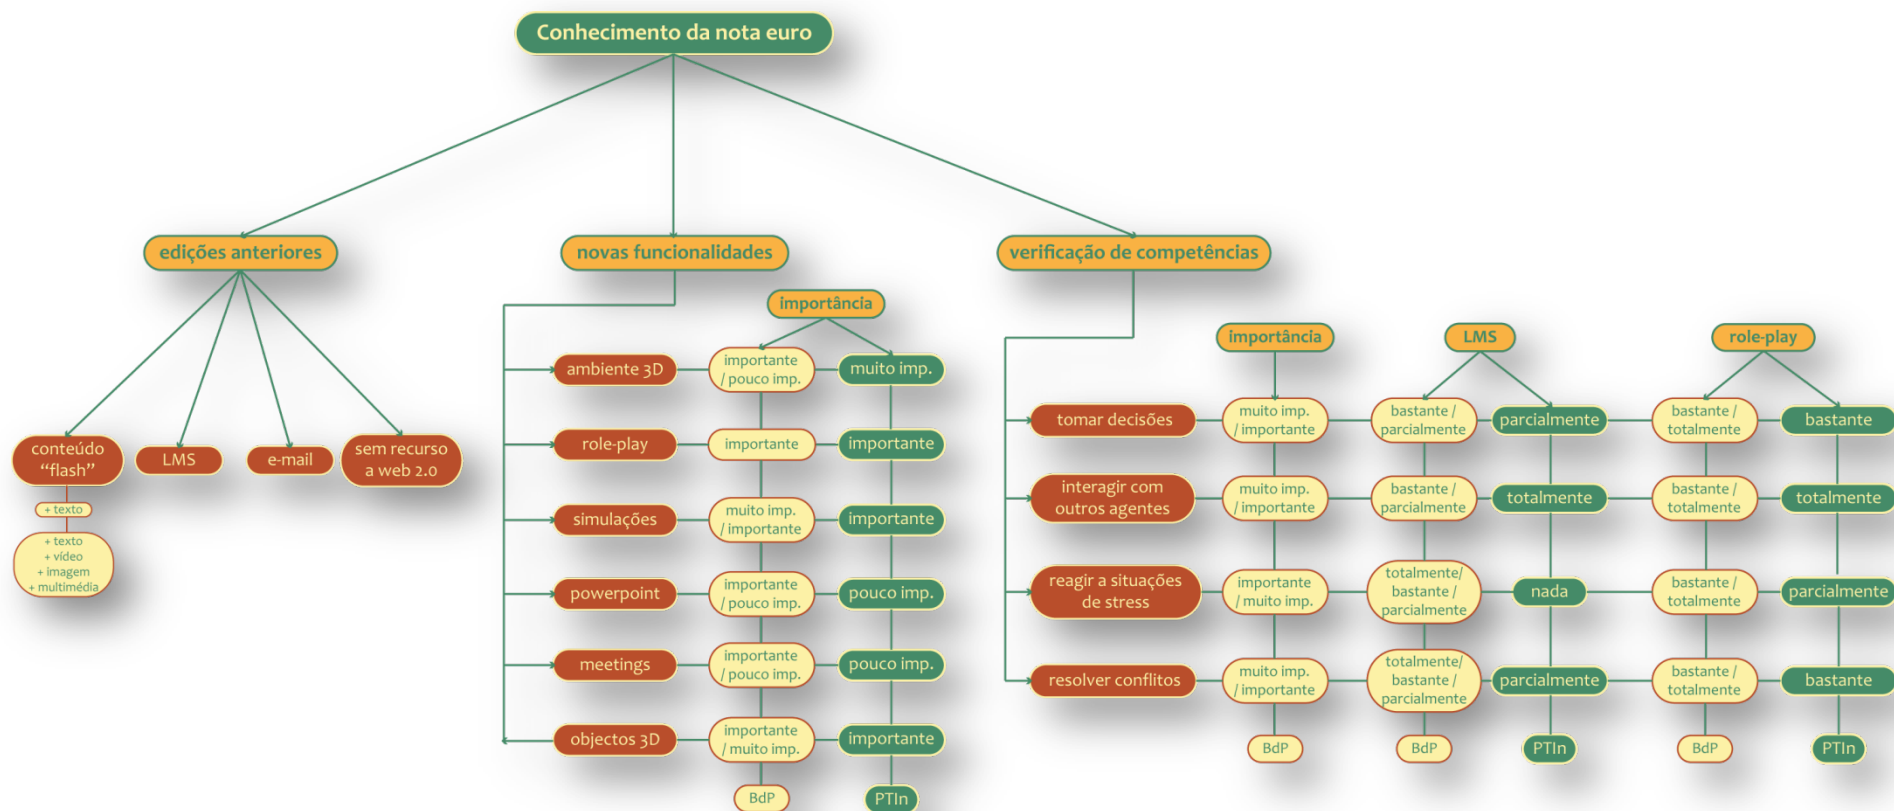 Conhecimento da nota euro
edições anteriores
novas funcionalidades
verificação de competências
conteúdo
“flash”
LMS
e-mail
sem recurso
a web 2.0
+ texto
+ texto
+ vídeo
+ imagem
+ multimédia
importância
ambiente 3D
importante
/ pouco imp.
muito imp.
role-play
importante
importante
simulações
muito imp.
/ importante
importante
powerpoint
importante
/ pouco imp.
pouco imp.
meetings
importante
/ pouco imp.
pouco imp.
objectos 3D
importante
/ muito imp.
importante
BdP
PTIn
importância
LMS
role-play
tomar decisões
muito imp.
/ importante
bastante /
parcialmente
parcialmente
bastante /
totalmente
bastante
interagir com
outros agentes
muito imp.
/ importante
bastante /
parcialmente
totalmente
bastante /
totalmente
totalmente
reagir a situações
de stress
importante
/ muito imp.
totalmente/
bastante /
parcialmente
nada
bastante /
totalmente
parcialmente
resolver conflitos
muito imp.
/ importante
totalmente/
bastante /
parcialmente
parcialmente
bastante /
totalmente
bastante
BdP
BdP
PTIn
BdP
PTIn